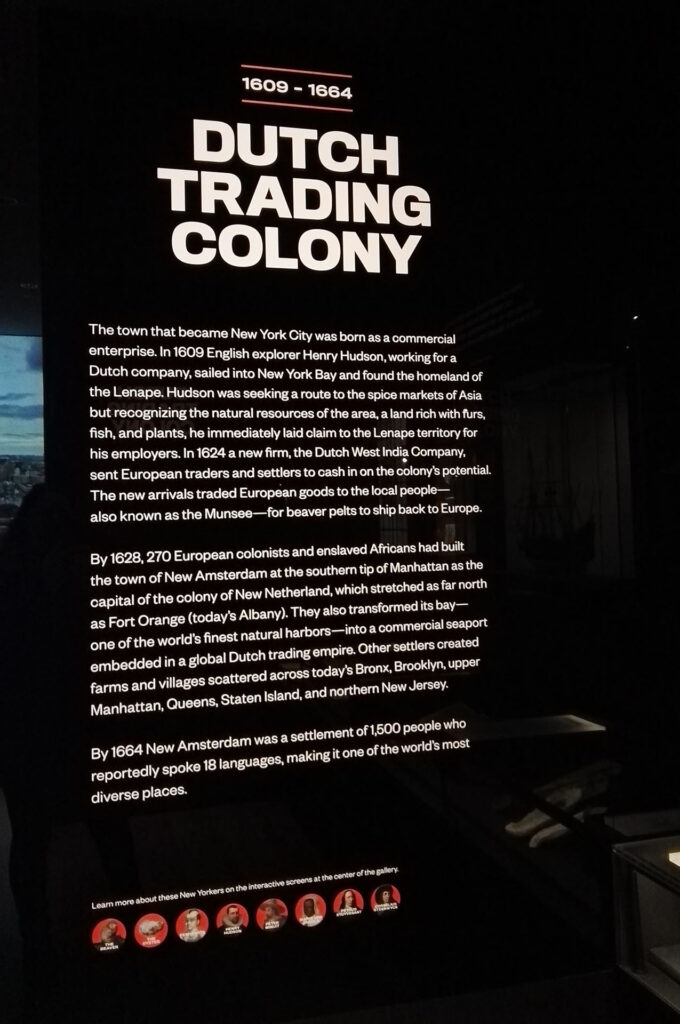 1609 – 1664
DUTCH
TRADING
COLONY
The town that became New York City was born as a commercial
enterprise. In 1609 English explorer Henry Hudson, working for a
Dutch company, sailed into New York Bay and found the homeland of
the Lenape. Hudson was seeking a route to the spice markets of Asia
but recognizing the natural resources of the area, a land rich with furs,
fish, and plants, he immediately laid claim to the Lenape territory for
his employers. In 1624 a new firm, the Dutch West India Company,
sent European traders and settlers to cash in on the colony's potential.
The new arrivals traded European goods to the local people—
also known as the Munsee—for beaver pelts to ship back to Europe.
By 1628, 270 European colonists and enslaved Africans had built
the town of New Amsterdam at the southern tip of Manhattan as the
capital of the colony of New Netherland, which stretched as far north
as Fort Orange (today's Albany). They also transformed its bay—
one of the world's finest natural harbors—into a commercial seaport
embedded in a global Dutch trading empire. Other settlers created
farms and villages scattered across today's Bronx, Brooklyn, upper
Manhattan, Queens, Staten Island, and northern New Jersey.
By 1664 New Amsterdam was a settlement of 1,500 people who
reportedly spoke 18 languages, making it one of the world's most
diverse places.
Learn more about these New Yorkers on the interactive screens at the center of the gallery.
THE BEAVER
THE OYSTER
HENRY HUDSON
PETRUS STUYVESANT